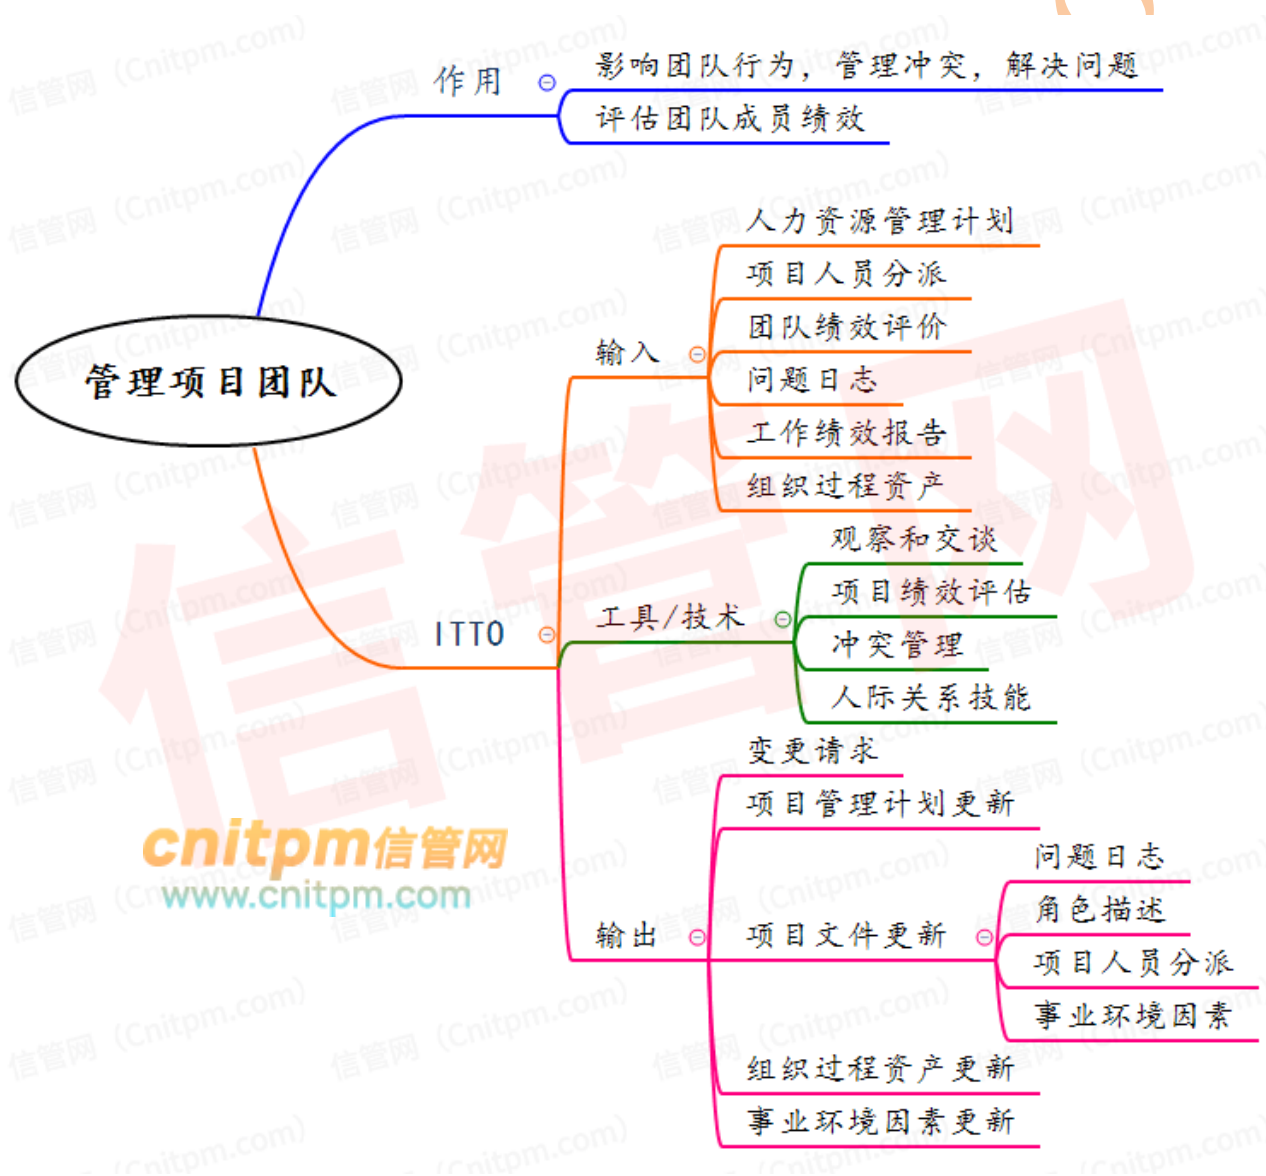 作用
影响团队行为，管理冲突，解决问题
评估团队成员绩效
管理项目团队
ITTO
输入
人力资源管理计划
项目人员分派
团队绩效评价
问题日志
工作绩效报告
组织过程资产
工具/技术
观察和交谈
项目绩效评估
冲突管理
人际关系技能
输出
变更请求
项目管理计划更新
项目文件更新
问题日志
角色描述
项目人员分派
事业环境因素
组织过程资产更新
事业环境因素更新
cnitpm信管网
www.cnitpm.com
信管网
信管网（Cnitpm.com）